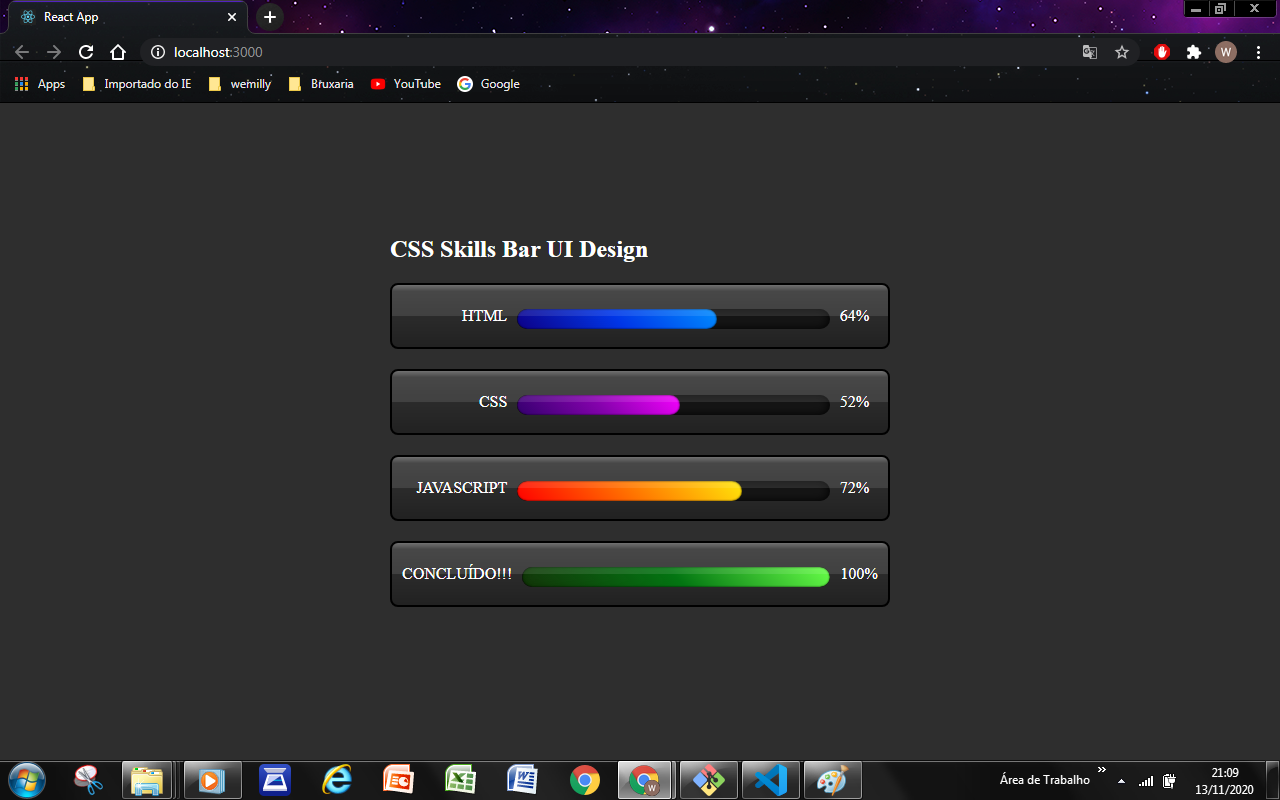 React App
localhost:3000
W
Apps Importado do IE wemilly Bruxaria YouTube Google
CSS Skills Bar UI Design
HTML 64%
CSS 52%
JAVASCRIPT 72%
CONCLUÍDO!!! 100%
Área de Trabalho
21:09
13/11/2020